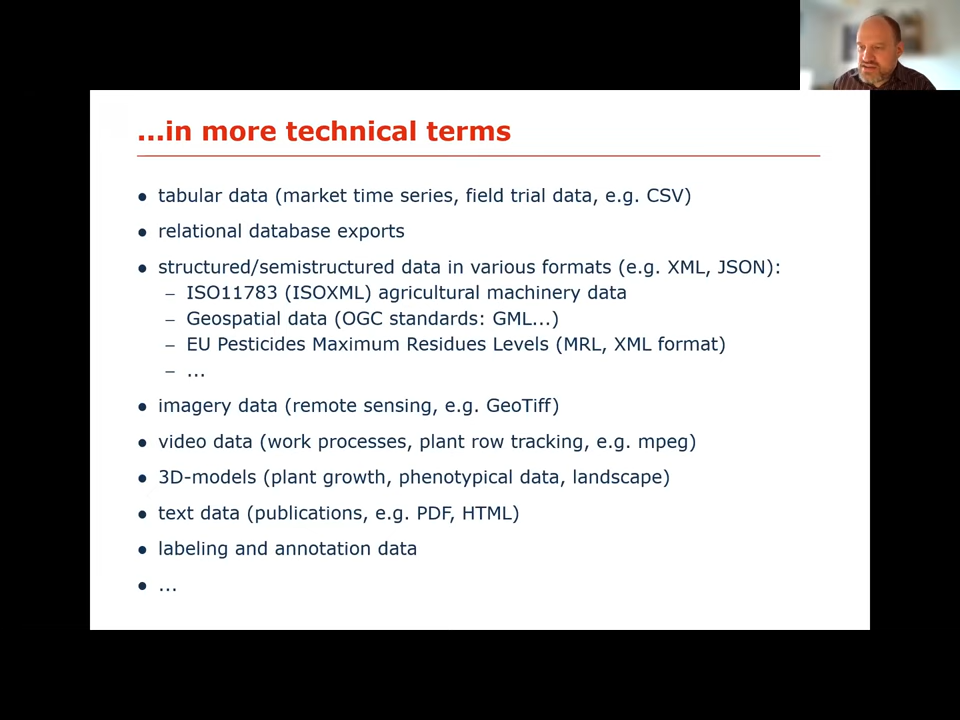 ...in more technical terms
● tabular data (market time series, field trial data, e.g. CSV)
● relational database exports
● structured/semistructured data in various formats (e.g. XML, JSON):
– ISO11783 (ISOXML) agricultural machinery data
– Geospatial data (OGC standards: GML...)
– EU Pesticides Maximum Residues Levels (MRL, XML format)
– ...
● imagery data (remote sensing, e.g. GeoTiff)
● video data (work processes, plant row tracking, e.g. mpeg)
● 3D-models (plant growth, phenotypical data, landscape)
● text data (publications, e.g. PDF, HTML)
● labeling and annotation data
● ...